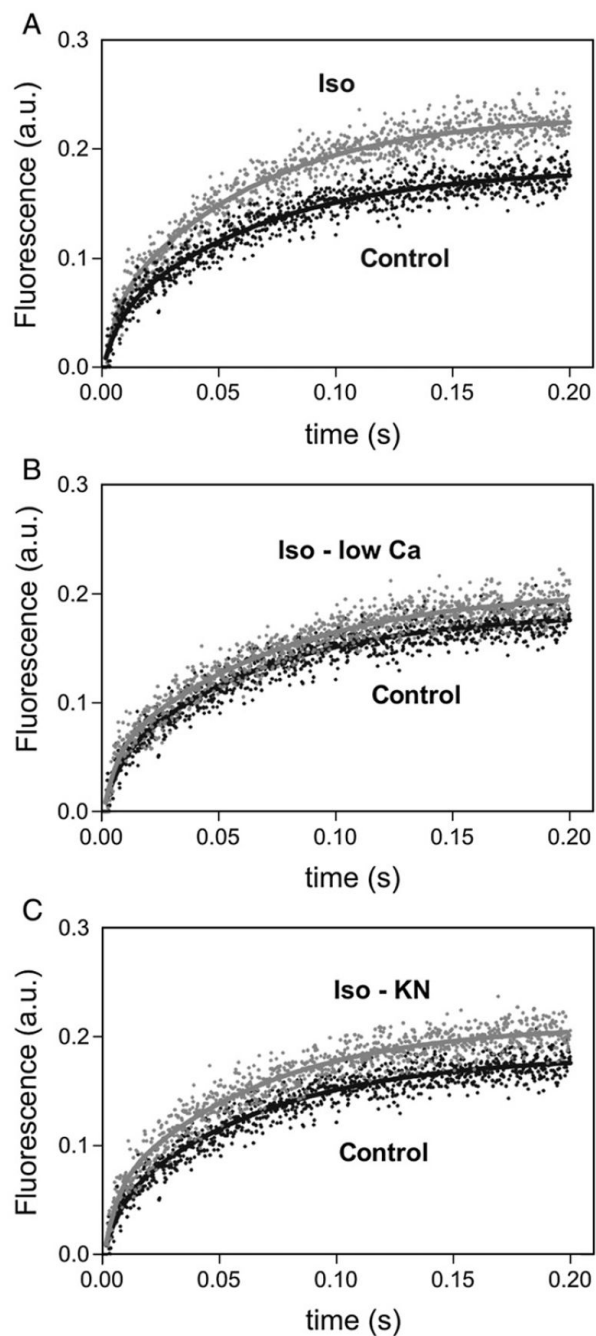 A
0.3
Fluorescence (a.u.)
Iso
0.2
0.1
Control
0.0
0.00 0.05 0.10 0.15 0.20
time (s)
B
0.3
Fluorescence (a.u.)
Iso - low Ca
0.2
0.1
Control
0.0
0.00 0.05 0.10 0.15 0.20
time (s)
C
0.3
Fluorescence (a.u.)
Iso - KN
0.2
0.1
Control
0.0
0.00 0.05 0.10 0.15 0.20
time (s)